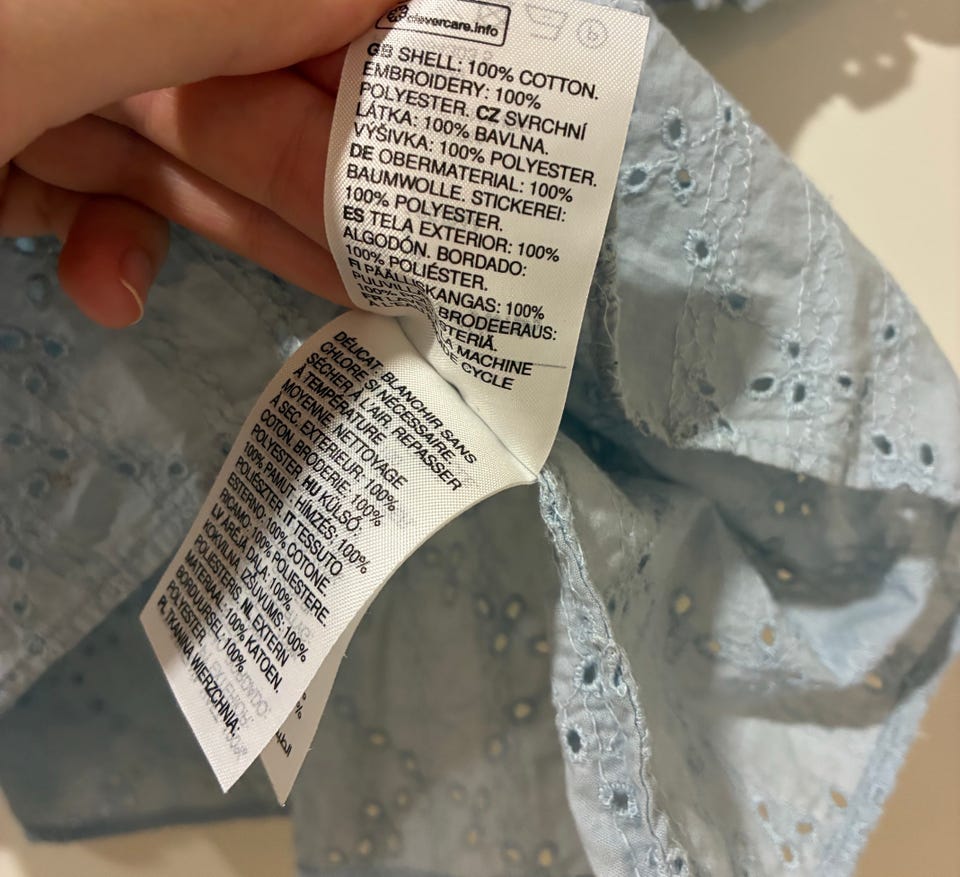 clevercare.info
GB SHELL: 100% COTTON.
EMBROIDERY: 100%
POLYESTER. CZ SVRCHNÍ
LÁTKA: 100% BAVLNA.
VÝŠIVKA: 100% POLYESTER.
DE OBERMATERIAL: 100%
BAUMWOLLE. STICKEREI:
100% POLYESTER.
ES TELA EXTERIOR: 100%
ALGODÓN. BORDADO:
100% POLIÉSTER.
KANGAS: 100%
BRODEERAUS:
MACHINE
CYCLE
DÉLICAT. BLANCHIR SANS
CHLORE SI NÉCESSAIRE.
SÉCHER À L'AIR. REPASSER
À TEMPÉRATURE
MOYENNE. NETTOYAGE
À SEC. EXTÉRIEUR: 100%
COTON. BRODERIE: 100%
POLYESTER. HU KÜLSŐ:
100% PAMUT. HÍMZÉS: 100%
POLIÉSZTER. IT TESSUTO
ESTERNO: 100% COTONE.
RICAMO: 100% POLIESTERE.
LV ĀRĒJĀ DAĻA: 100%
KOKVILNA. IZŠUVUMS: 100%
POLIESTERIS. NL EXTERN
MATERIAAL: 100% KATOEN.
BORDUURSEL: 100%
POLYESTER. PL
TKANINA WIERZCHNIA: